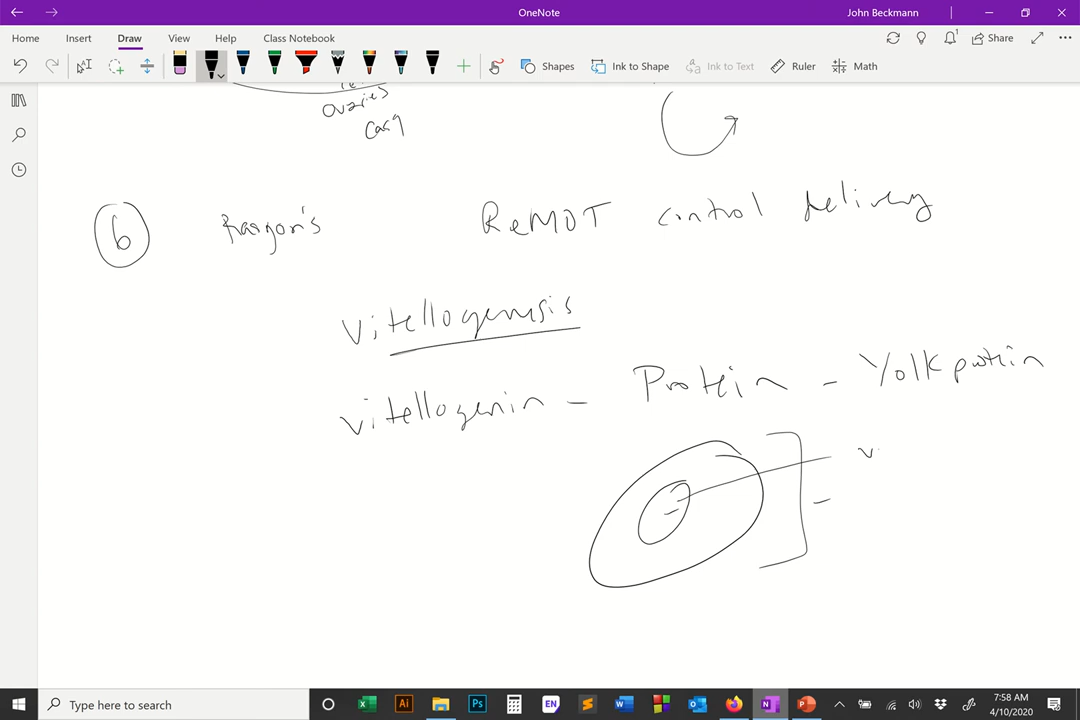 OneNote
John Beckmann
Home Insert Draw View Help Class Notebook
Share
Shapes Ink to Shape Ink to Text Ruler Math
ovaries
Cas9
6 ReMOT control delivery
vitellogenesis
vitellogenin - Protein - Yolk protein
v
Type here to search
EN
7:58 AM
4/10/2020